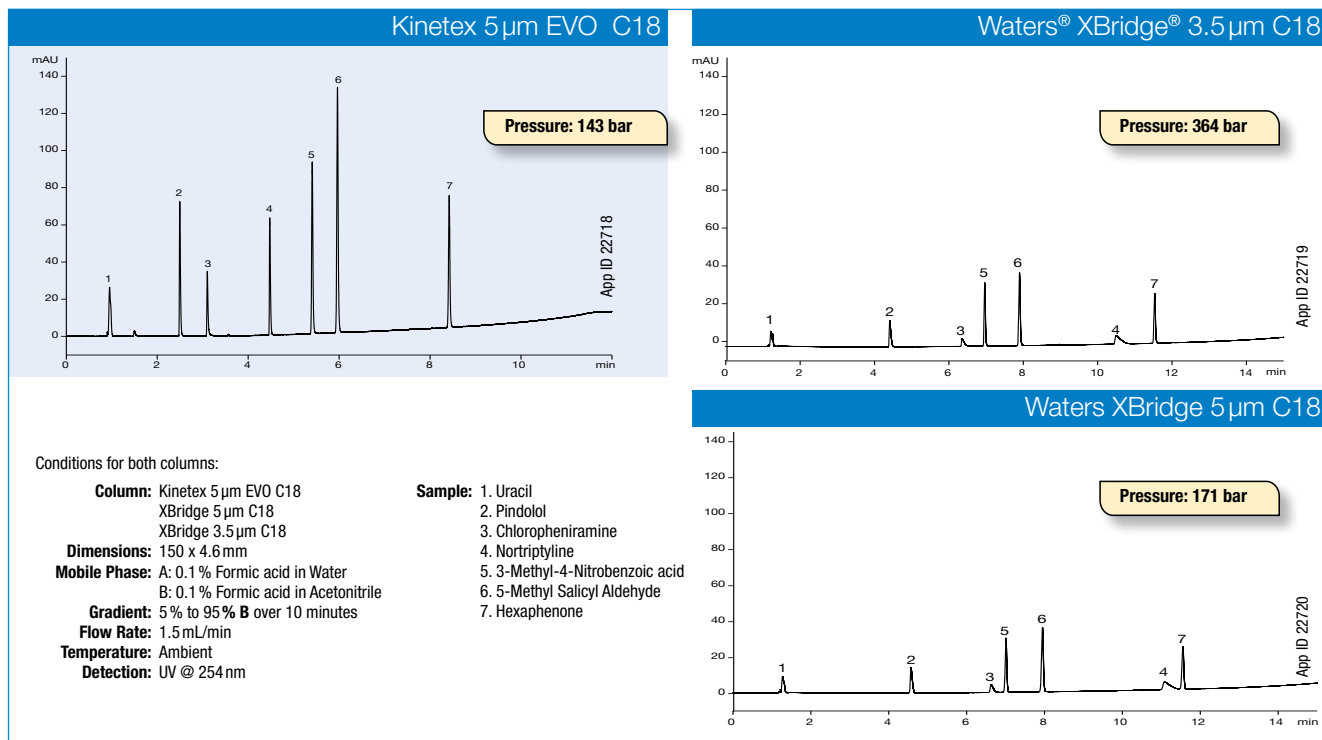 Kinetex 5 µm EVO C18
mAU
140
120
100
80
60
40
20
0
0 2 4 6 8 10 min
1
2
3
4
5
6
7
Pressure: 143 bar
App ID 22718
Waters® XBridge® 3.5 µm C18
mAU
140
120
100
80
60
40
20
0
0 2 4 6 8 10 12 14 min
1
2
3
5
6
4
7
Pressure: 364 bar
App ID 22719
Waters XBridge 5 µm C18
140
120
100
80
60
40
20
0
0 2 4 6 8 10 12 14 min
1
2
3
5
6
4
7
Pressure: 171 bar
App ID 22720
Conditions for both columns:
Column: Kinetex 5 µm EVO C18
XBridge 5 µm C18
XBridge 3.5 µm C18
Dimensions: 150 x 4.6 mm
Mobile Phase: A: 0.1 % Formic acid in Water
B: 0.1 % Formic acid in Acetonitrile
Gradient: 5 % to 95 % B over 10 minutes
Flow Rate: 1.5 mL/min
Temperature: Ambient
Detection: UV @ 254 nm
Sample: 1. Uracil
2. Pindolol
3. Chloropheniramine
4. Nortriptyline
5. 3-Methyl-4-Nitrobenzoic acid
6. 5-Methyl Salicyl Aldehyde
7. Hexaphenone